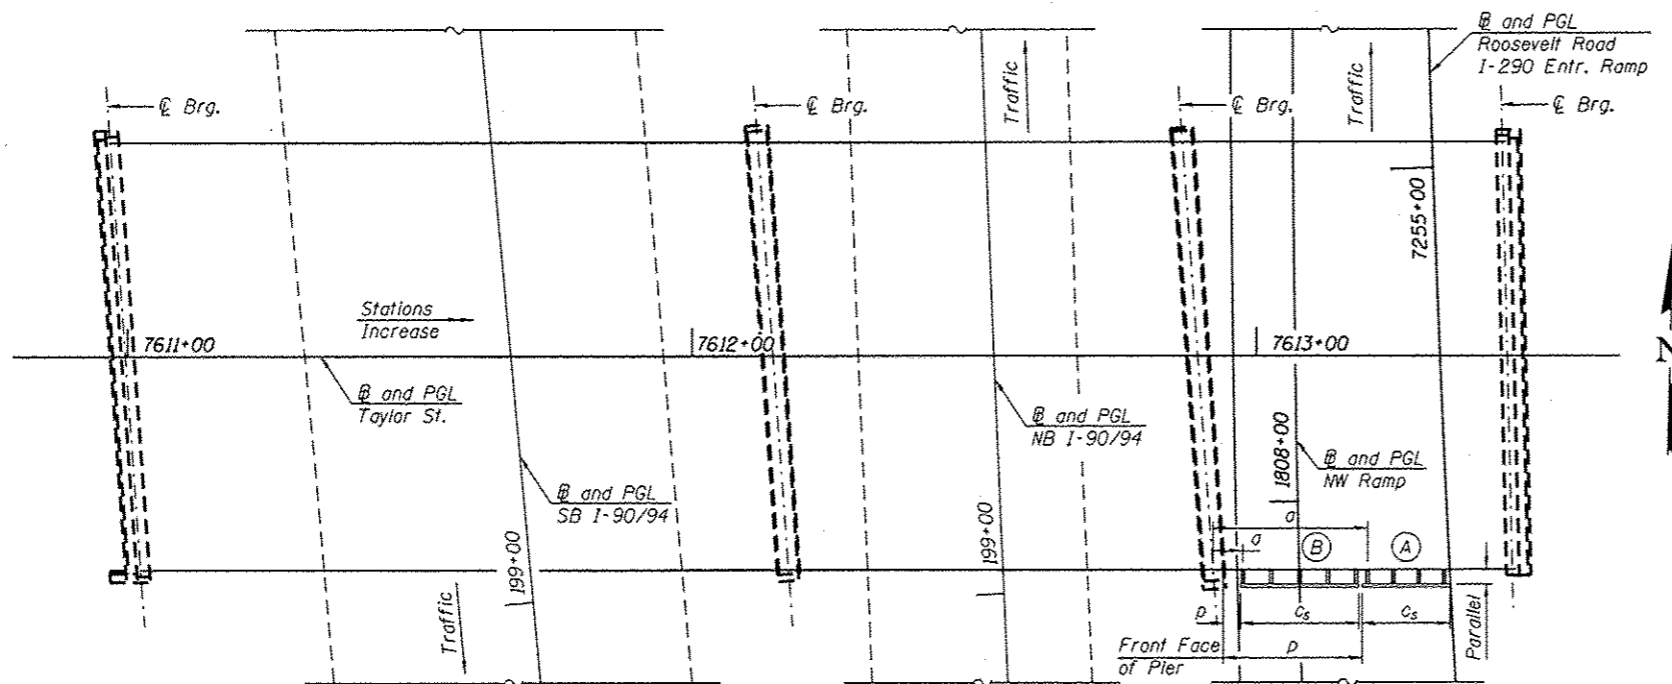 ℄ Brg.
℄ Brg.
℄ Brg.
℄ Brg.
Traffic
Traffic
℔ and PGL
Roosevelt Road
I-290 Entr. Ramp
7255+00
Stations
Increase
7611+00
7612+00
7613+00
N
℔ and PGL
Taylor St.
℔ and PGL
SB I-90/94
℔ and PGL
NB I-90/94
℔ and PGL
NW Ramp
1808+00
199+00
199+00
Traffic
a
a
B
A
p
cs
cs
p
Front Face
of Pier
Parallel